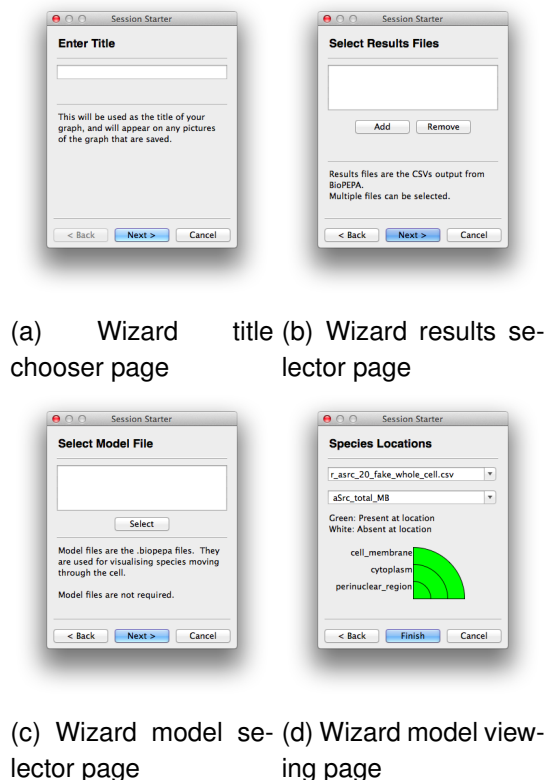 Session Starter
Enter Title
This will be used as the title of your
graph, and will appear on any pictures
of the graph that are saved.
< Back Next > Cancel
Session Starter
Select Results Files
Add Remove
Results files are the CSVs output from
BioPEPA.
Multiple files can be selected.
< Back Next > Cancel
(a) Wizard title
chooser page
(b) Wizard results se-
lector page
Session Starter
Select Model File
Select
Model files are the .biopepa files. They
are used for visualising species moving
through the cell.
Model files are not required.
< Back Next > Cancel
Session Starter
Species Locations
r_asrc_20_fake_whole_cell.csv
aSrc_total_MB
Green: Present at location
White: Absent at location
cell_membrane
cytoplasm
perinuclear_region
< Back Finish Cancel
(c) Wizard model se-
lector page
(d) Wizard model view-
ing page